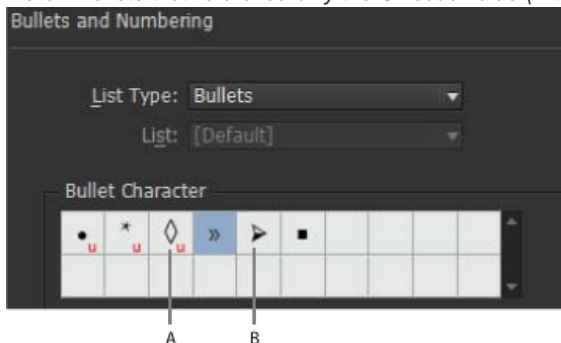 Bullets and Numbering
List Type: Bullets
List: [Default]
Bullet Character
• u * u ◊ u » ➢ ■
A B